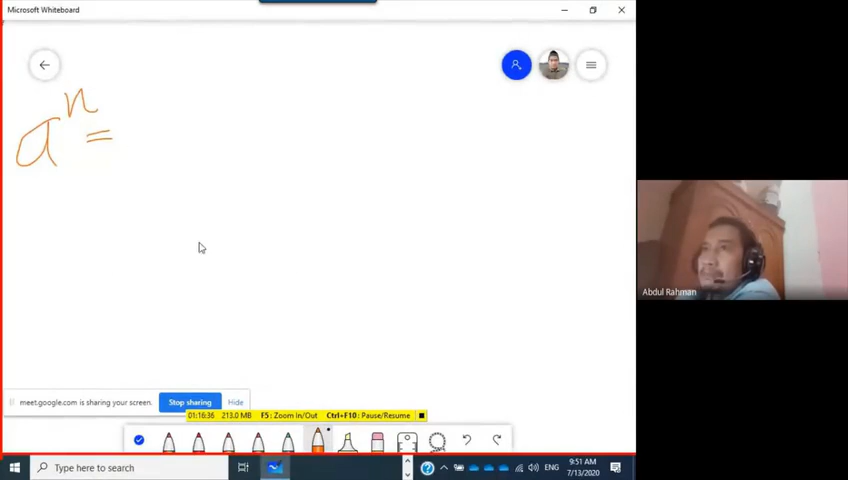 Microsoft Whiteboard
aⁿ =
Abdul Rahman
meet.google.com is sharing your screen. Stop sharing Hide
01:16:36 213.0 MB F5: Zoom In/Out Ctrl+F10: Pause/Resume
Type here to search
ENG
9:51 AM
7/13/2020